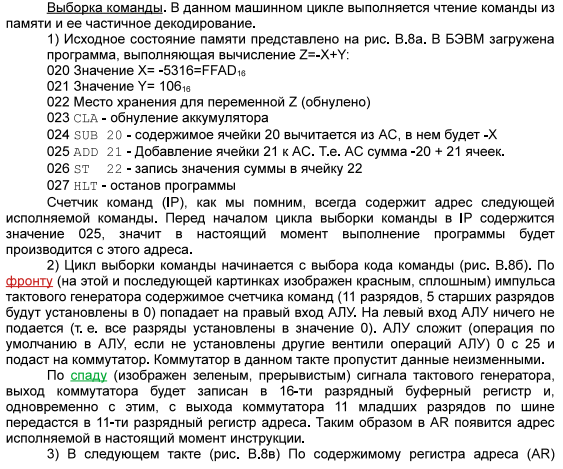 Выборка команды. В данном машинном цикле выполняется чтение команды из
памяти и ее частичное декодирование.
1) Исходное состояние памяти представлено на рис. В.8а. В БЭВМ загружена
программа, выполняющая вычисление Z=-X+Y:
020 Значение X= -5316=FFAD16
021 Значение Y= 10616
022 Место хранения для переменной Z (обнулено)
023 CLA - обнуление аккумулятора
024 SUB 20 - содержимое ячейки 20 вычитается из АС, в нем будет -X
025 ADD 21 - Добавление ячейки 21 к АС. Т.е. АС сумма -20 + 21 ячеек.
026 ST 22 - запись значения суммы в ячейку 22
027 HLT - останов программы
Счетчик команд (IP), как мы помним, всегда содержит адрес следующей
исполняемой команды. Перед началом цикла выборки команды в IP содержится
значение 025, значит в настоящий момент выполнение программы будет
производится с этого адреса.
2) Цикл выборки команды начинается с выбора кода команды (рис. В.8б). По
фронту (на этой и последующей картинках изображен красным, сплошным) импульса
тактового генератора содержимое счетчика команд (11 разрядов, 5 старших разрядов
будут установлены в 0) попадает на правый вход АЛУ. На левый вход АЛУ ничего не
подается (т. е. все разряды установлены в значение 0). АЛУ сложит (операция по
умолчанию в АЛУ, если не установлены другие вентили операций АЛУ) 0 с 25 и
подаст на коммутатор. Коммутатор в данном такте пропустит данные неизменными.
По спаду (изображен зеленым, прерывистым) сигнала тактового генератора,
выход коммутатора будет записан в 16-ти разрядный буферный регистр и,
одновременно с этим, с выхода коммутатора 11 младших разрядов по шине
передастся в 11-ти разрядный регистр адреса. Таким образом в AR появится адрес
исполняемой в настоящий момент инструкции.
3) В следующем такте (рис. В.8в) По содержимому регистра адреса (AR)